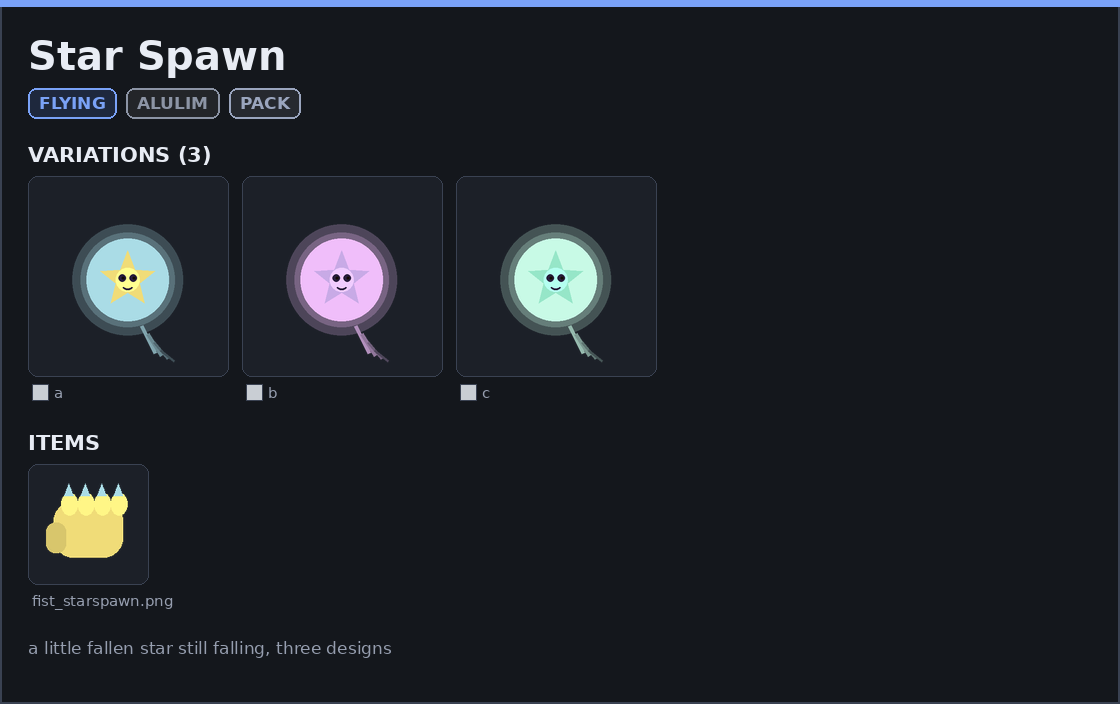 Star Spawn
FLYING ALULIM PACK
VARIATIONS (3)
a b c
ITEMS
fist_starspawn.png
a little fallen star still falling, three designs